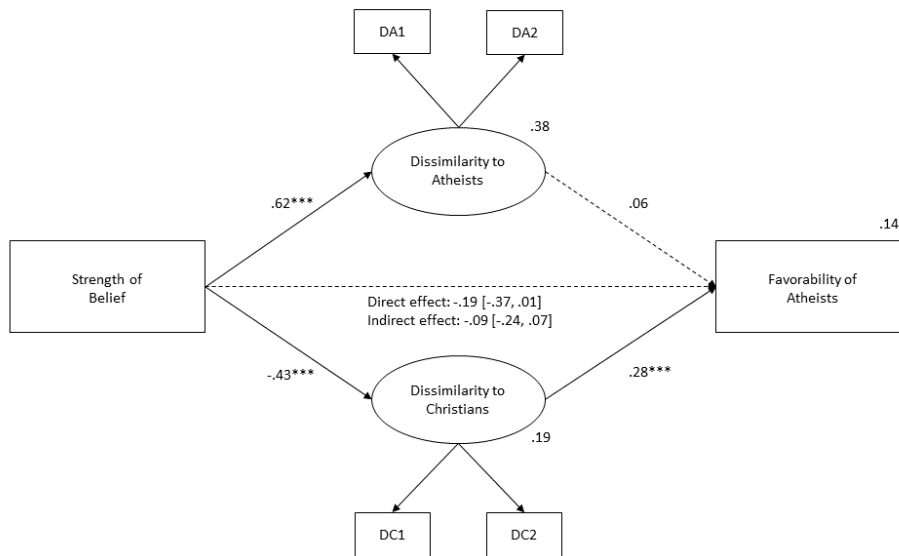 DA1
DA2
.38
Dissimilarity to
Atheists
.62***
.06
.14
Strength of
Belief
Favorability of
Atheists
Direct effect: -.19 [-.37, .01]
Indirect effect: -.09 [-.24, .07]
-.43***
.28***
Dissimilarity to
Christians
.19
DC1
DC2